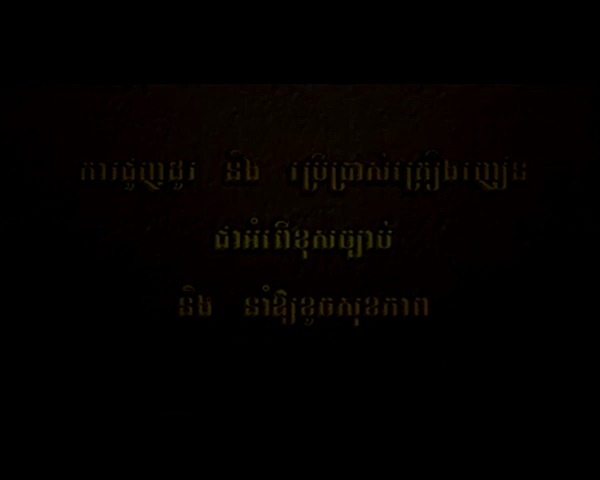 ការជួញដូរ និង ប្រើប្រាស់គ្រឿងញៀន
ជាអំពើខុសច្បាប់
និង នាំឱ្យខូចសុខភាព